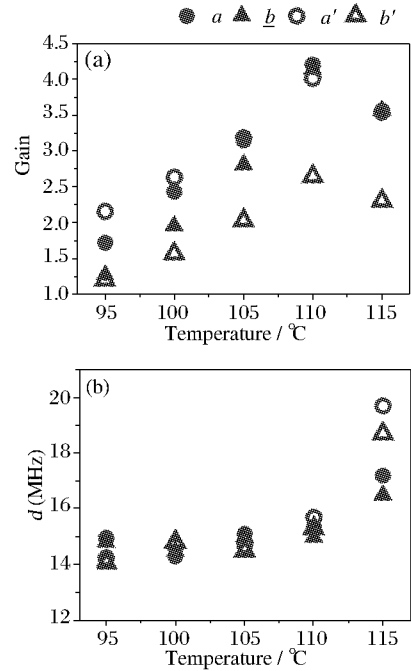 a b a′ b′
(a)
4.5
4.0
3.5
3.0
2.5
2.0
1.5
1.0
Gain
95 100 105 110 115
Temperature / °C
(b)
20
18
16
14
12
d (MHz)
95 100 105 110 115
Temperature / °C